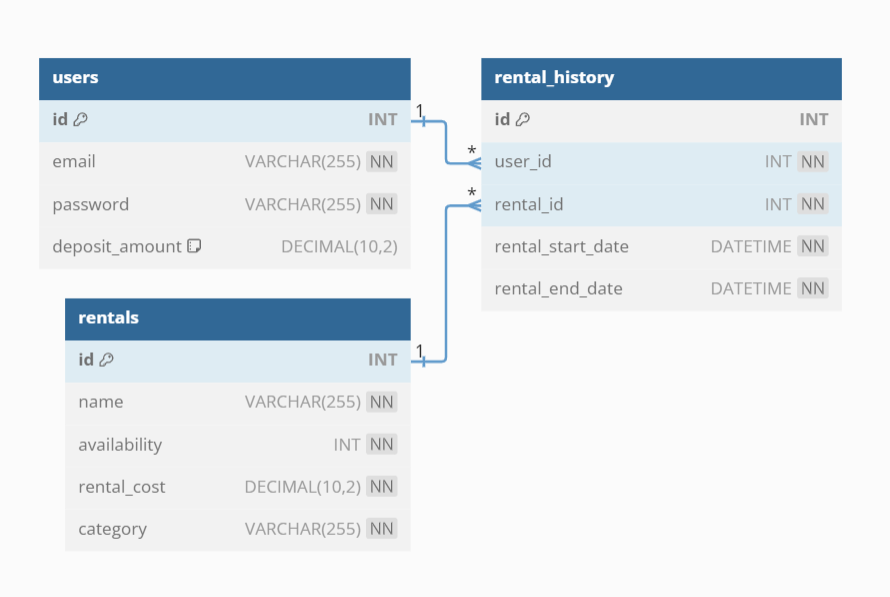 users
id INT
email VARCHAR(255) NN
password VARCHAR(255) NN
deposit_amount DECIMAL(10,2)
rentals
id INT
name VARCHAR(255) NN
availability INT NN
rental_cost DECIMAL(10,2) NN
category VARCHAR(255) NN
1
*
*
1
rental_history
id INT
user_id INT NN
rental_id INT NN
rental_start_date DATETIME NN
rental_end_date DATETIME NN